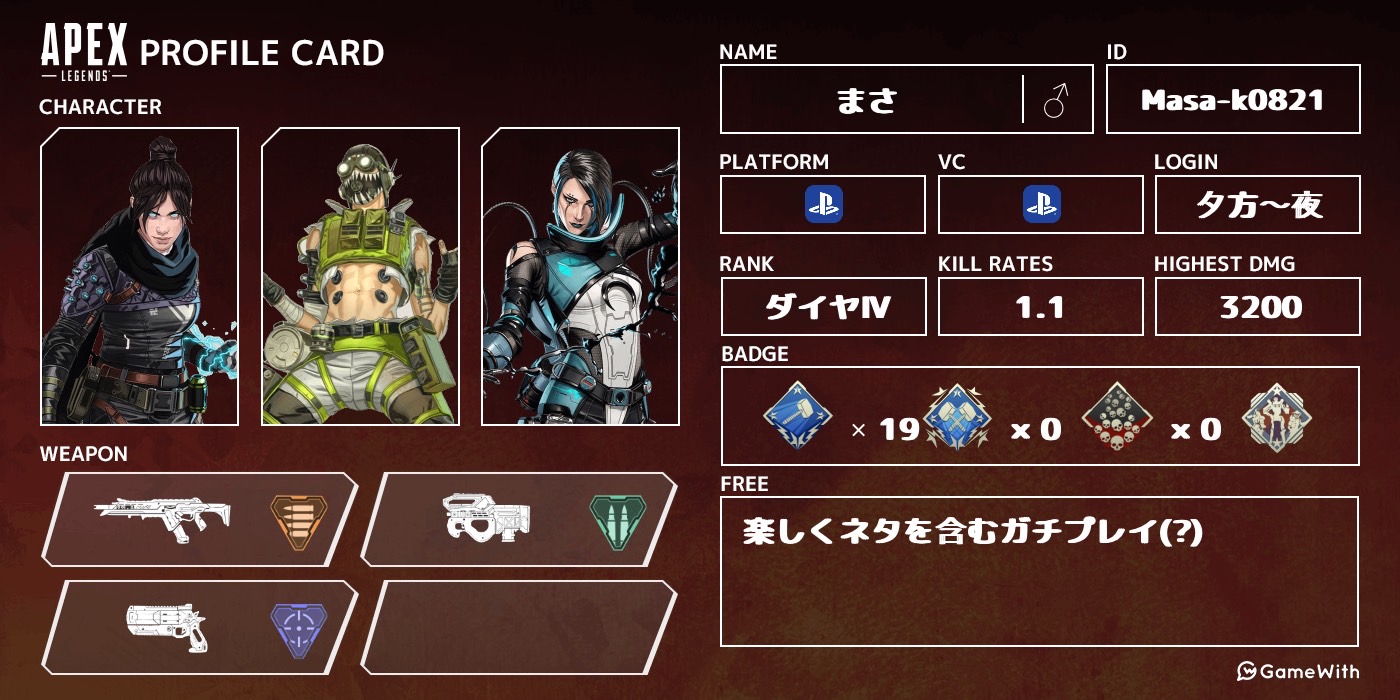 APEX
LEGENDS
PROFILE CARD
CHARACTER
WEAPON
NAME
まさ ♂
ID
Masa-k0821
PLATFORM
VC
LOGIN
夕方〜夜
RANK
ダイヤⅣ
KILL RATES
1.1
HIGHEST DMG
3200
BADGE
× 19 x 0 x 0
FREE
楽しくネタを含むガチプレイ(?)
GameWith